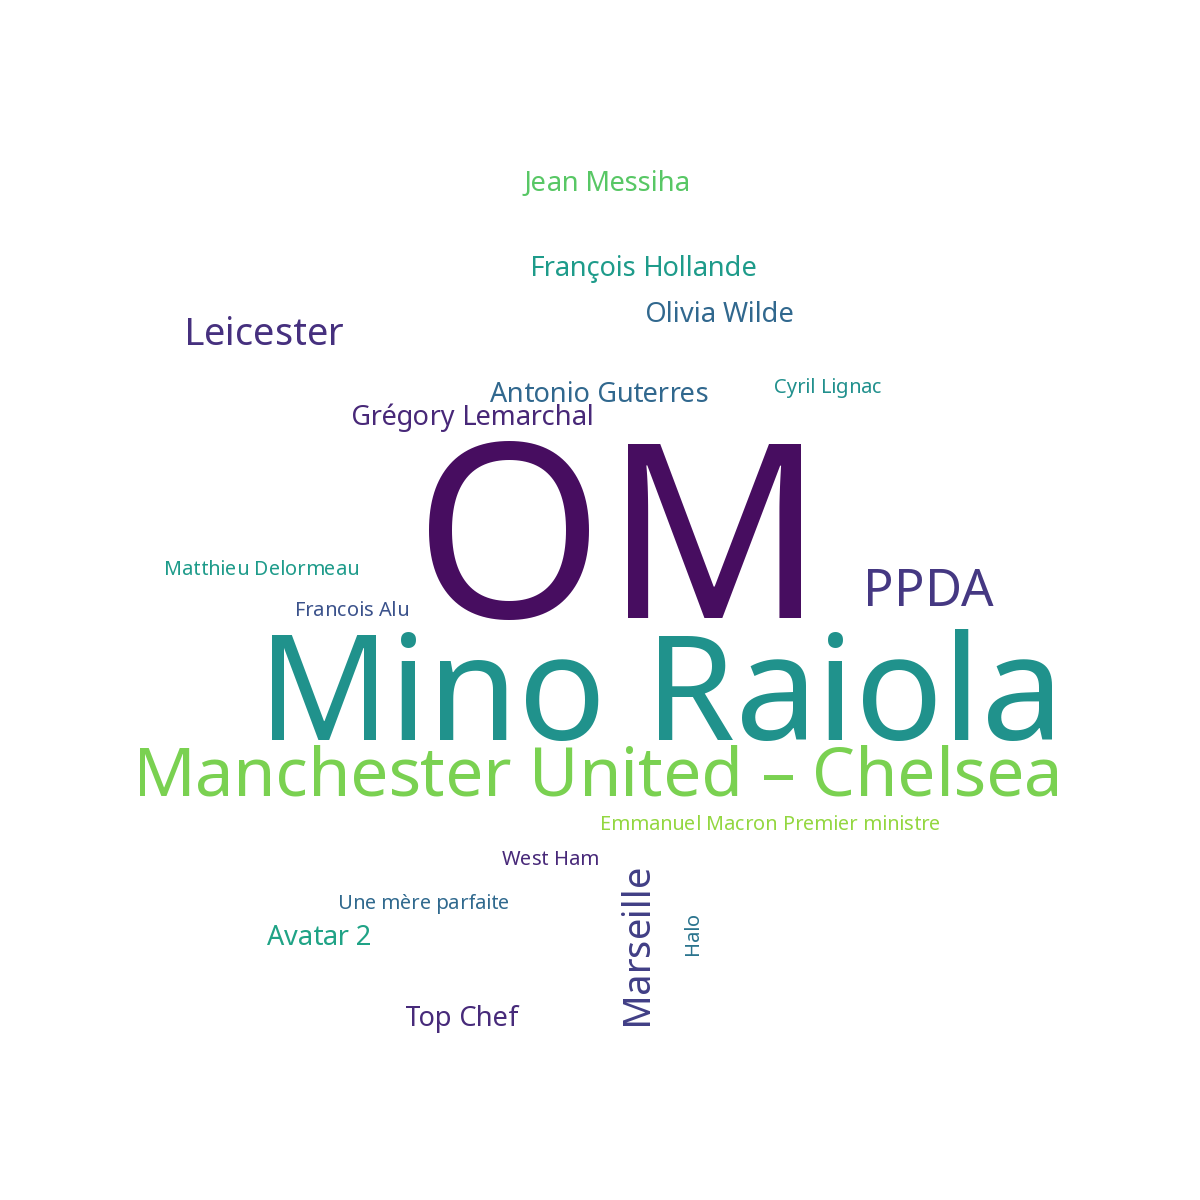 Jean Messiha
François Hollande
Olivia Wilde
Leicester
Cyril Lignac
Antonio Guterres
Grégory Lemarchal
OM
Matthieu Delormeau
PPDA
Francois Alu
Mino Raiola
Manchester United – Chelsea
Emmanuel Macron Premier ministre
West Ham
Une mère parfaite
Marseille
Halo
Avatar 2
Top Chef